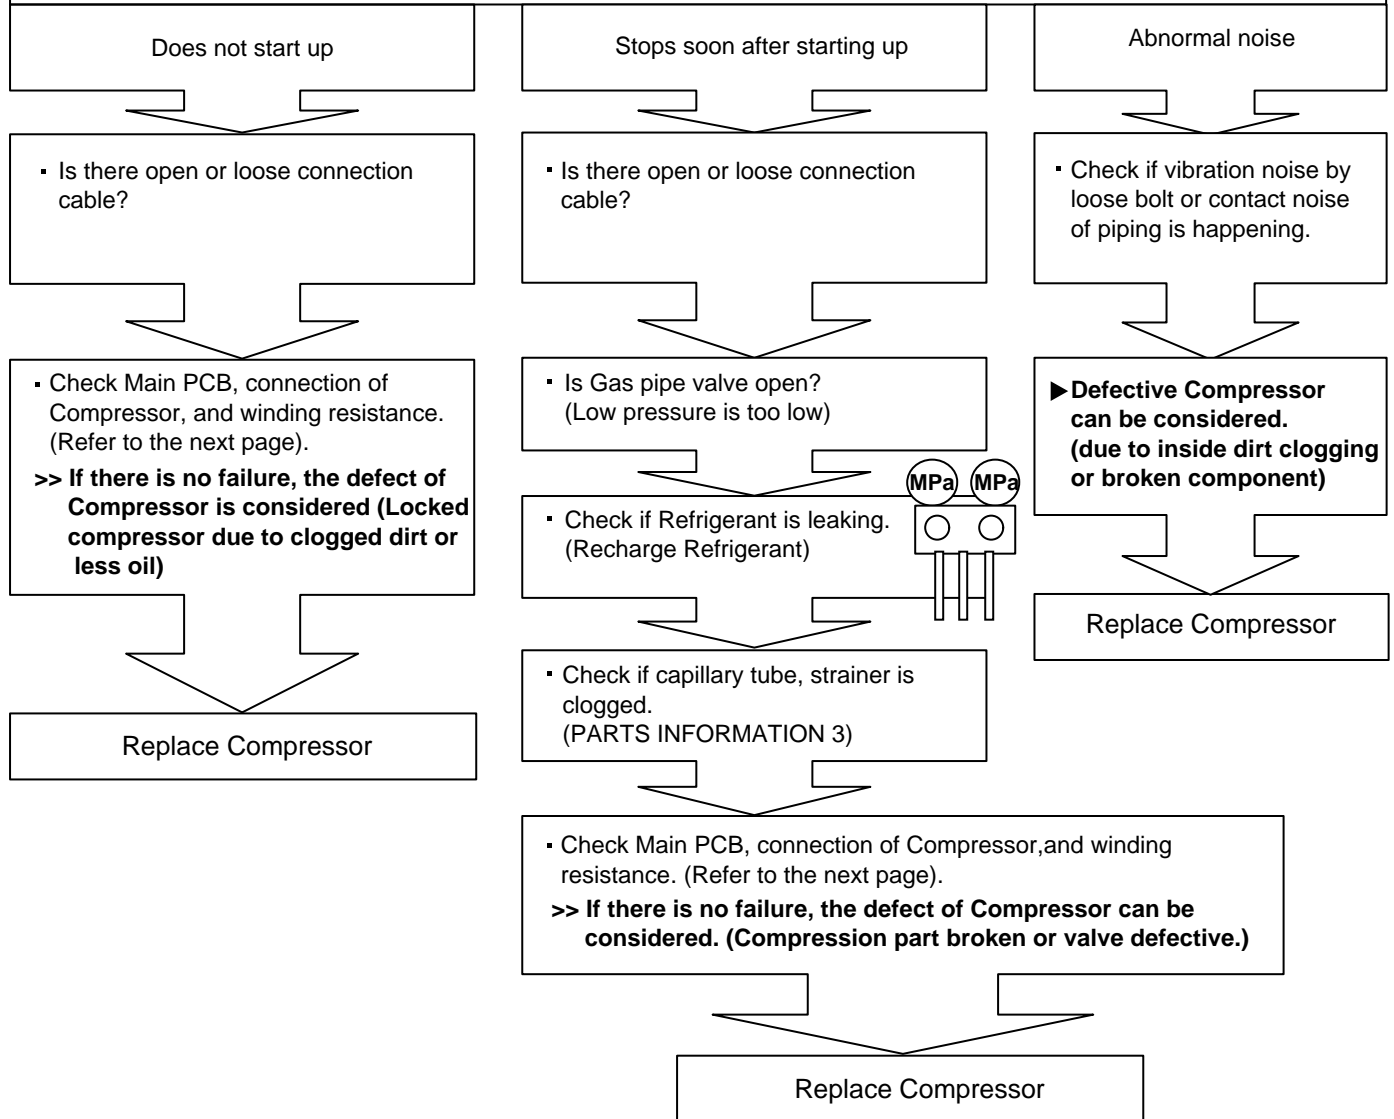 Does not start up
▪ Is there open or loose connection
cable?
▪ Check Main PCB, connection of
Compressor, and winding resistance.
(Refer to the next page).
>> If there is no failure, the defect of
Compressor is considered (Locked
compressor due to clogged dirt or
less oil)
Replace Compressor
Stops soon after starting up
▪ Is there open or loose connection
cable?
▪ Is Gas pipe valve open?
(Low pressure is too low)
▪ Check if Refrigerant is leaking.
(Recharge Refrigerant)
MPa MPa
▪ Check if capillary tube, strainer is
clogged.
(PARTS INFORMATION 3)
▪ Check Main PCB, connection of Compressor,and winding
resistance. (Refer to the next page).
>> If there is no failure, the defect of Compressor can be
considered. (Compression part broken or valve defective.)
Replace Compressor
Abnormal noise
▪ Check if vibration noise by
loose bolt or contact noise
of piping is happening.
▶Defective Compressor
can be considered.
(due to inside dirt clogging
or broken component)
Replace Compressor